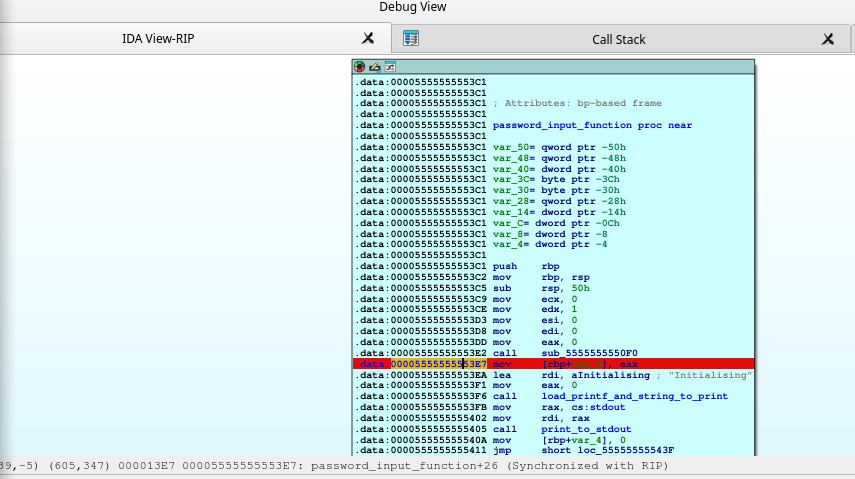 Debug View
IDA View-RIP
Call Stack
.data:00005555555553C1
.data:00005555555553C1
.data:00005555555553C1 ; Attributes: bp-based frame
.data:00005555555553C1
.data:00005555555553C1 password_input_function proc near
.data:00005555555553C1
.data:00005555555553C1 var_50= qword ptr -50h
.data:00005555555553C1 var_48= qword ptr -48h
.data:00005555555553C1 var_40= dword ptr -40h
.data:00005555555553C1 var_3C= byte ptr -3Ch
.data:00005555555553C1 var_30= byte ptr -30h
.data:00005555555553C1 var_28= qword ptr -28h
.data:00005555555553C1 var_14= dword ptr -14h
.data:00005555555553C1 var_C= dword ptr -0Ch
.data:00005555555553C1 var_8= dword ptr -8
.data:00005555555553C1 var_4= dword ptr -4
.data:00005555555553C1
.data:00005555555553C1 push rbp
.data:00005555555553C2 mov rbp, rsp
.data:00005555555553C5 sub rsp, 50h
.data:00005555555553C9 mov ecx, 0
.data:00005555555553CE mov edx, 1
.data:00005555555553D3 mov esi, 0
.data:00005555555553D8 mov edi, 0
.data:00005555555553DD mov eax, 0
.data:00005555555553E2 call sub_5555555550F0
.data:00005555555553E7 mov [rbp+var_C], eax
.data:00005555555553EA lea rdi, aInitialising ; "Initialising"
.data:00005555555553F1 mov eax, 0
.data:00005555555553F6 call load_printf_and_string_to_print
.data:00005555555553FB mov rax, cs:stdout
.data:0000555555555402 mov rdi, rax
.data:0000555555555405 call print_to_stdout
.data:000055555555540A mov [rbp+var_4], 0
.data:0000555555555411 jmp short loc_55555555543F
39,-5) (605,347) 000013E7 00005555555553E7: password_input_function+26 (Synchronized with RIP)